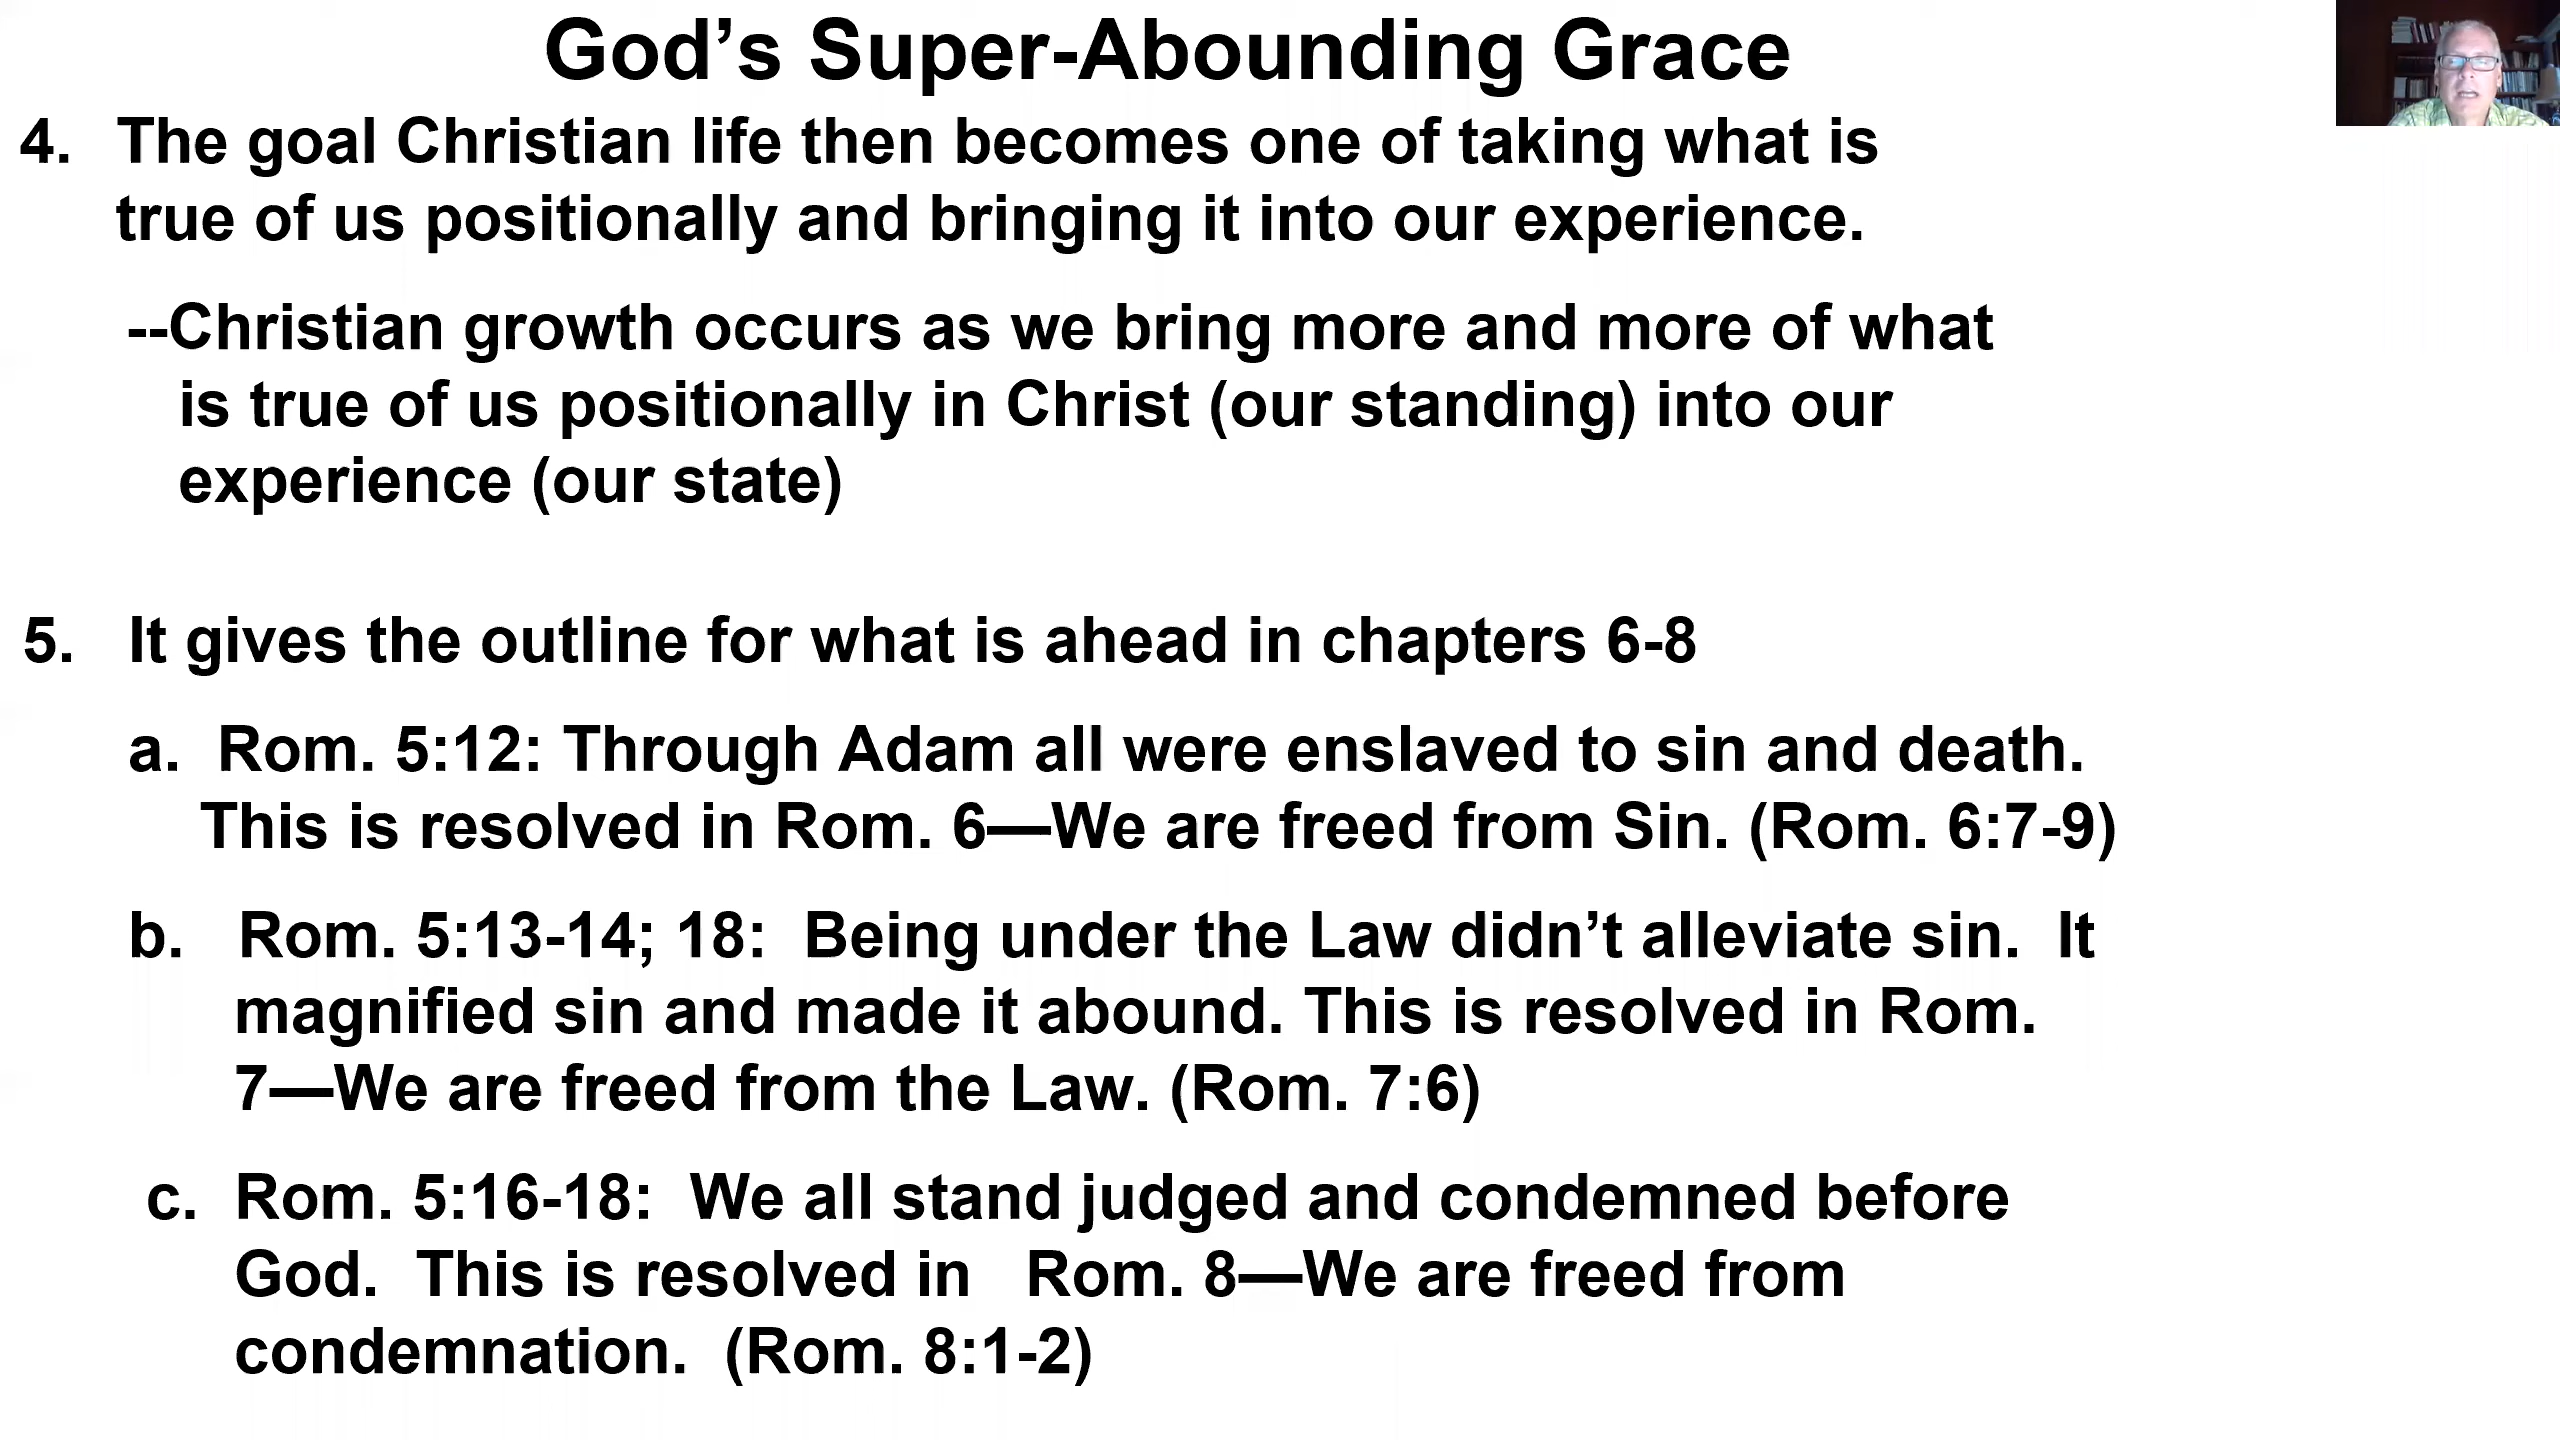 God’s Super-Abounding Grace
4. The goal Christian life then becomes one of taking what is
true of us positionally and bringing it into our experience.
--Christian growth occurs as we bring more and more of what
is true of us positionally in Christ (our standing) into our
experience (our state)
5. It gives the outline for what is ahead in chapters 6-8
a. Rom. 5:12: Through Adam all were enslaved to sin and death.
This is resolved in Rom. 6—We are freed from Sin. (Rom. 6:7-9)
b. Rom. 5:13-14; 18: Being under the Law didn’t alleviate sin. It
magnified sin and made it abound. This is resolved in Rom.
7—We are freed from the Law. (Rom. 7:6)
c. Rom. 5:16-18: We all stand judged and condemned before
God. This is resolved in Rom. 8—We are freed from
condemnation. (Rom. 8:1-2)